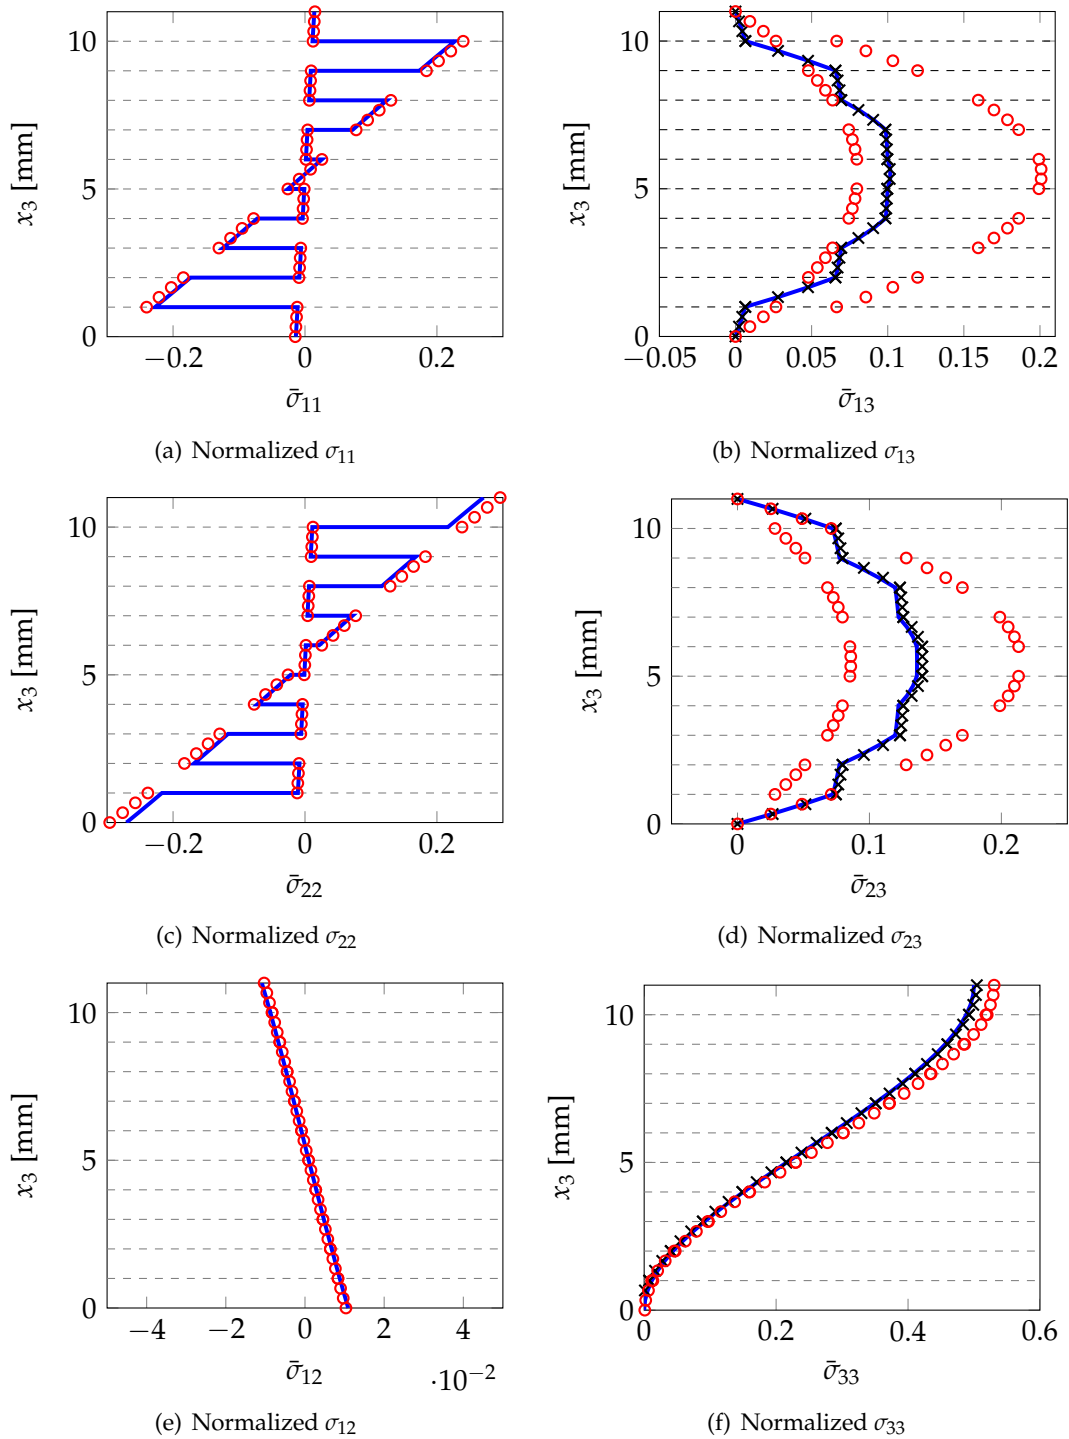 10
5
0
x₃ [mm]
−0.2
0
0.2
σ̄₁₁
(a) Normalized σ₁₁
10
5
0
x₃ [mm]
−0.05
0
0.05
0.1
0.15
0.2
σ̄₁₃
(b) Normalized σ₁₃
10
5
0
x₃ [mm]
−0.2
0
0.2
σ̄₂₂
(c) Normalized σ₂₂
10
5
0
x₃ [mm]
0
0.1
0.2
σ̄₂₃
(d) Normalized σ₂₃
10
5
0
x₃ [mm]
−4
−2
0
2
4
·10⁻²
σ̄₁₂
(e) Normalized σ₁₂
10
5
0
x₃ [mm]
0
0.2
0.4
0.6
σ̄₃₃
(f) Normalized σ₃₃